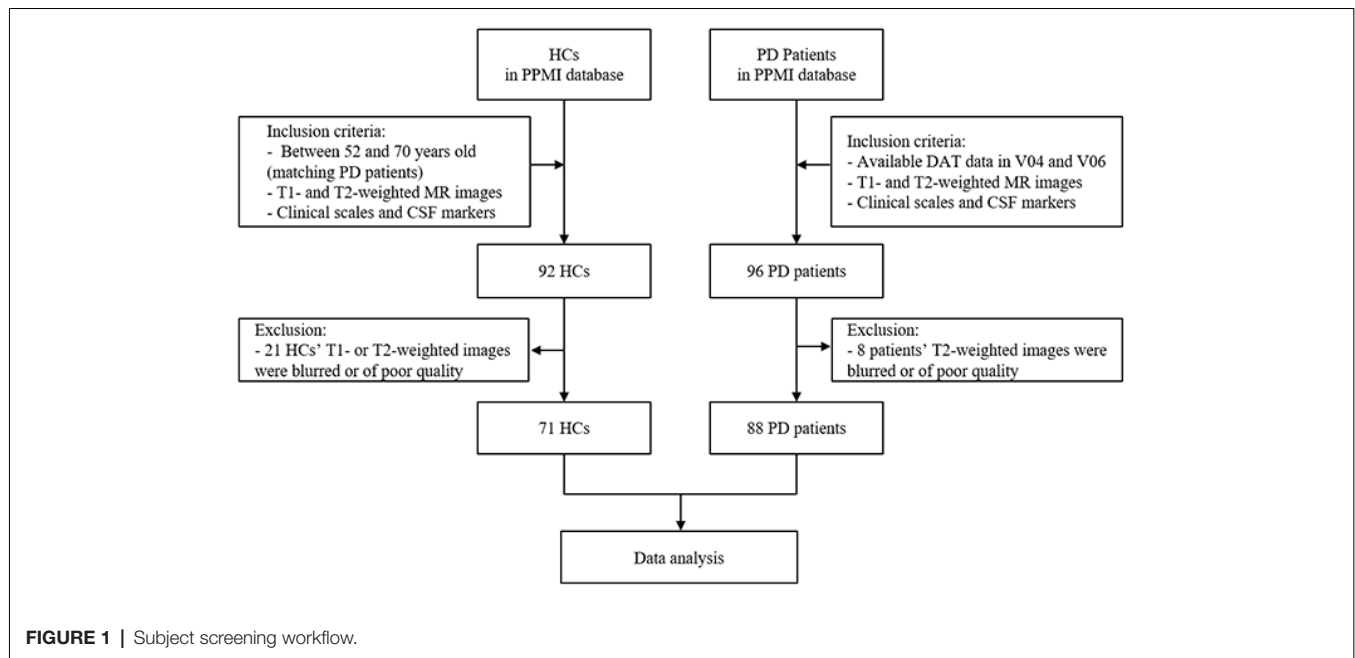 HCs
in PPMI database
PD Patients
in PPMI database
Inclusion criteria:
- Between 52 and 70 years old
(matching PD patients)
- T1- and T2-weighted MR images
- Clinical scales and CSF markers
Inclusion criteria:
- Available DAT data in V04 and V06
- T1- and T2-weighted MR images
- Clinical scales and CSF markers
92 HCs
96 PD patients
Exclusion:
- 21 HCs’ T1- or T2-weighted images
were blurred or of poor quality
Exclusion:
- 8 patients’ T2-weighted images were
blurred or of poor quality
71 HCs
88 PD patients
Data analysis
FIGURE 1 | Subject screening workflow.